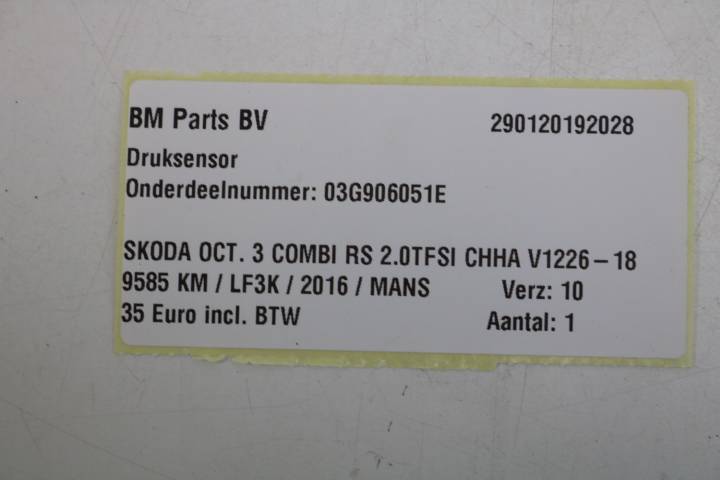 BM Parts BV 290120192028
Druksensor
Onderdeelnummer: 03G906051E
SKODA OCT. 3 COMBI RS 2.0TFSI CHHA V1226-18
9585 KM / LF3K / 2016 / MANS Verz: 10
35 Euro incl. BTW Aantal: 1